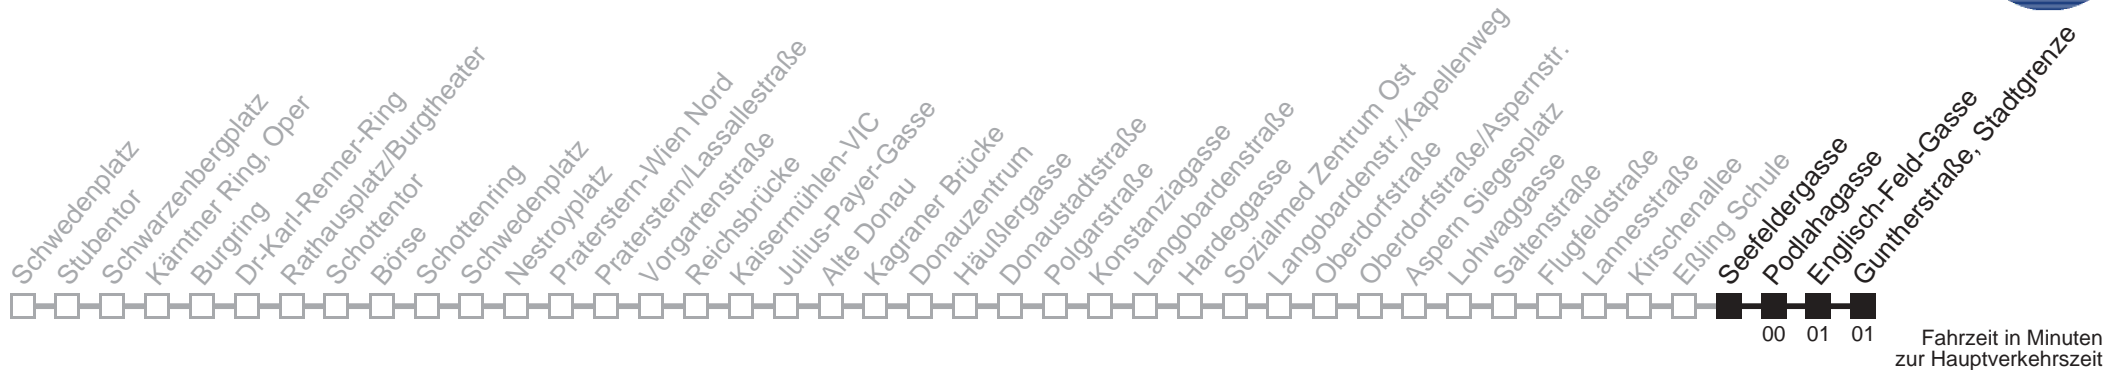 Schwedenplatz
Stubentor
Schwarzenbergplatz
Kärntner Ring, Oper
Burgring
Dr-Karl-Renner-Ring
Rathausplatz/Burgtheater
Schottentor
Börse
Schottenring
Schwedenplatz
Nestroyplatz
Praterstern-Wien Nord
Praterstern/Lassallestraße
Vorgartenstraße
Reichsbrücke
Kaisermühlen-VIC
Julius-Payer-Gasse
Alte Donau
Kagraner Brücke
Donauzentrum
Häußlergasse
Donaustadtstraße
Polgarstraße
Konstanziagasse
Langobardenstraße
Hardeggasse
Sozialmed Zentrum Ost
Langobardenstr./Kapellenweg
Oberdorfstraße
Oberdorfstraße/Aspernstr.
Aspern Siegesplatz
Lohwaggasse
Saltenstraße
Flugfeldstraße
Lannesstraße
Kirschenallee
Eßling Schule
Seefeldergasse
Podlahagasse
Englisch-Feld-Gasse
Guntherstraße, Stadtgrenze
00 01 01
Fahrzeit in Minuten
zur Hauptverkehrszeit